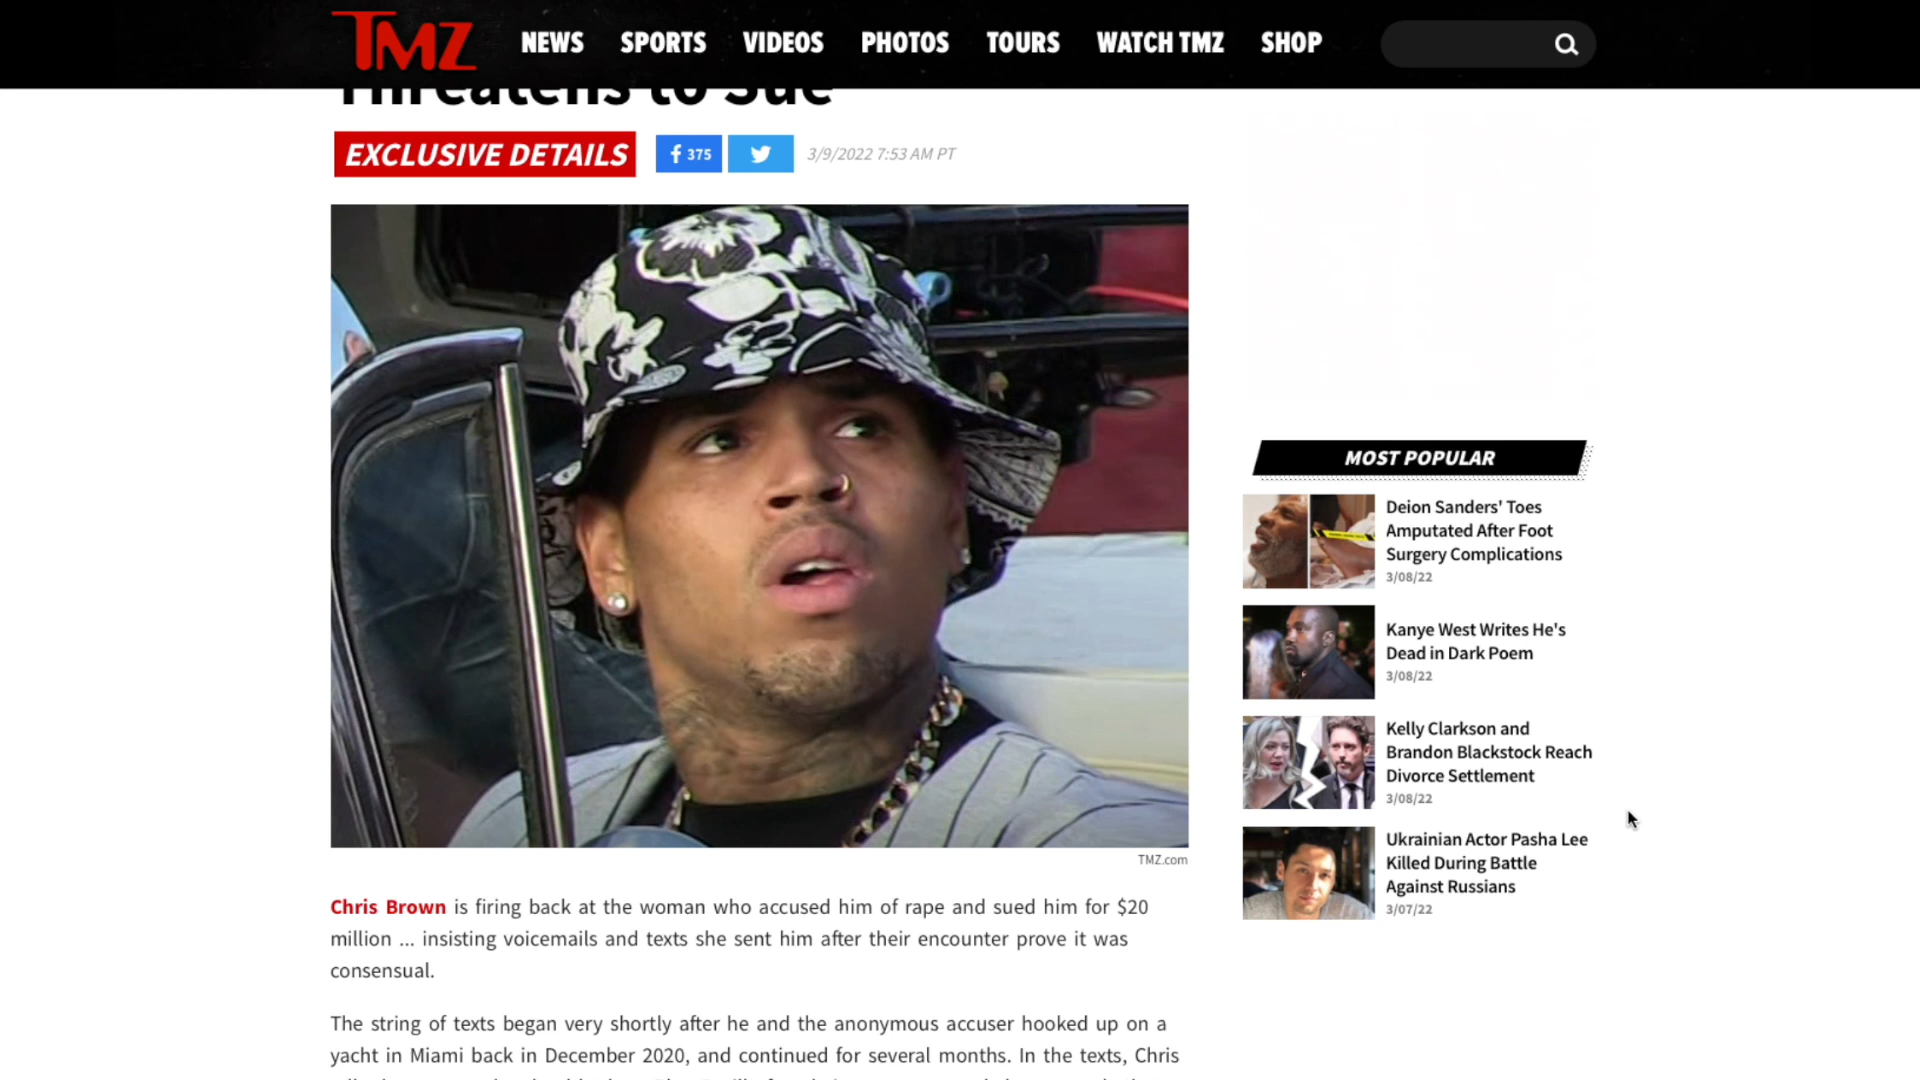 TMZ
NEWS SPORTS VIDEOS PHOTOS TOURS WATCH TMZ SHOP
Threatens to Sue
EXCLUSIVE DETAILS
375
3/9/2022 7:53 AM PT
TMZ.com
Chris Brown is firing back at the woman who accused him of rape and sued him for $20
million ... insisting voicemails and texts she sent him after their encounter prove it was
consensual.
The string of texts began very shortly after he and the anonymous accuser hooked up on a
yacht in Miami back in December 2020, and continued for several months. In the texts, Chris
MOST POPULAR
Deion Sanders' Toes
Amputated After Foot
Surgery Complications
3/08/22
Kanye West Writes He's
Dead in Dark Poem
3/08/22
Kelly Clarkson and
Brandon Blackstock Reach
Divorce Settlement
3/08/22
Ukrainian Actor Pasha Lee
Killed During Battle
Against Russians
3/07/22